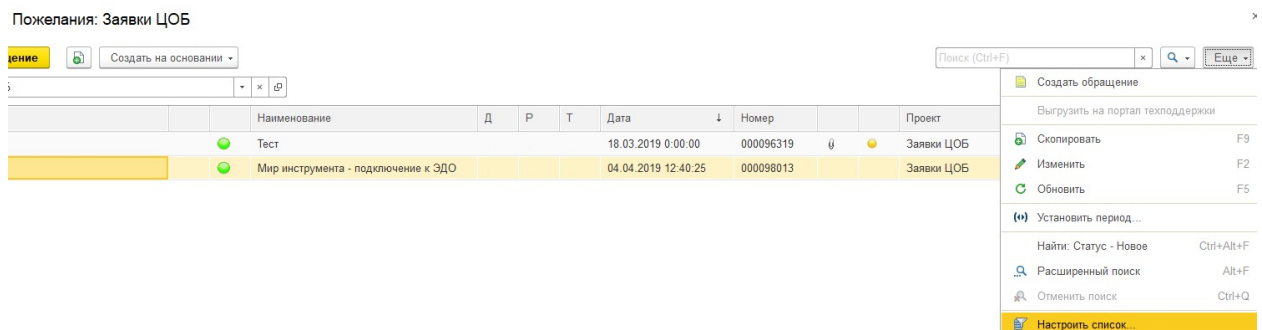 Пожелания: Заявки ЦОБ
Создать на основании
Поиск (Ctrl+F)
Еще
Создать обращение
Выгрузить на портал техподдержки
Наименование Д Р Т Дата ↓ Номер Проект
Тест 18.03.2019 0:00:00 000096319 Заявки ЦОБ
Мир инструмента - подключение к ЭДО 04.04.2019 12:40:25 000098013 Заявки ЦОБ
Скопировать F9
Изменить F2
Обновить F5
Установить период...
Найти: Статус - Новое Ctrl+Alt+F
Расширенный поиск Alt+F
Отменить поиск Ctrl+Q
Настроить список...